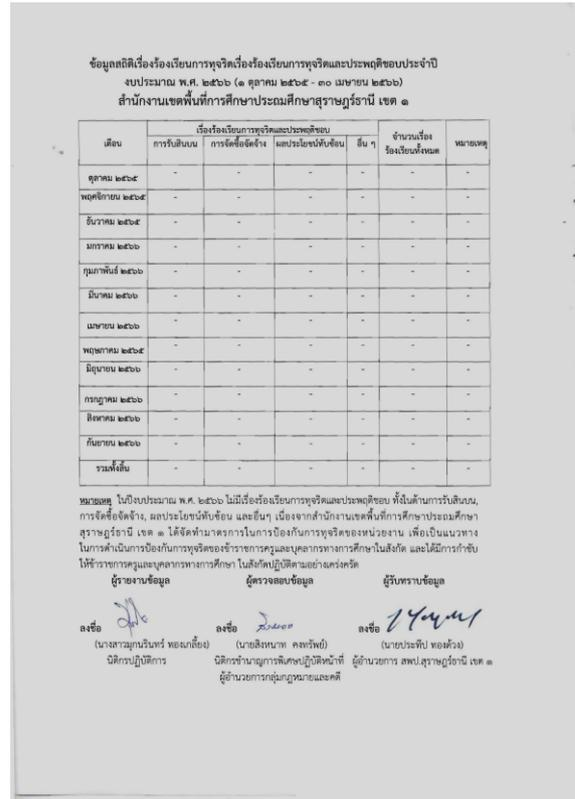 ข้อมูลสถิติเรื่องร้องเรียนการทุจริตเรื่องร้องเรียนการทุจริตและประพฤติชอบประจำปี
งบประมาณ พ.ศ. ๒๕๖๖ (๑ ตุลาคม ๒๕๖๕ - ๓๐ เมษายน ๒๕๖๖)
สำนักงานเขตพื้นที่การศึกษาประถมศึกษาสุราษฎร์ธานี เขต ๑
เดือน เรื่องร้องเรียนการทุจริตและประพฤติชอบ จำนวนเรื่องร้องเรียนทั้งหมด หมายเหตุ
การรับสินบน การจัดซื้อจัดจ้าง ผลประโยชน์ทับซ้อน อื่น ๆ
ตุลาคม ๒๕๖๕ - - - - - -
พฤศจิกายน ๒๕๖๕ - - - - - -
ธันวาคม ๒๕๖๕ - - - - - -
มกราคม ๒๕๖๖ - - - - - -
กุมภาพันธ์ ๒๕๖๖ - - - - - -
มีนาคม ๒๕๖๖ - - - - - -
เมษายน ๒๕๖๖ - - - - - -
พฤษภาคม ๒๕๖๕ - - - - - -
มิถุนายน ๒๕๖๖ - - - - - -
กรกฎาคม ๒๕๖๖ - - - - - -
สิงหาคม ๒๕๖๖ - - - - - -
กันยายน ๒๕๖๖ - - - - - -
รวมทั้งสิ้น - - - - - -
หมายเหตุ ในปีงบประมาณ พ.ศ. ๒๕๖๖ ไม่มีเรื่องร้องเรียนการทุจริตและประพฤติชอบ ทั้งในด้านการรับสินบน,
การจัดซื้อจัดจ้าง, ผลประโยชน์ทับซ้อน และอื่นๆ เนื่องจากสำนักงานเขตพื้นที่การศึกษาประถมศึกษา
สุราษฎร์ธานี เขต ๑ ได้จัดทำมาตรการในการป้องกันการทุจริตของหน่วยงาน เพื่อเป็นแนวทาง
ในการดำเนินการป้องกันการทุจริตของข้าราชการครูและบุคลากรทางการศึกษาในสังกัด และได้มีการกำชับ
ให้ข้าราชการครูและบุคลากรทางการศึกษา ในสังกัดปฏิบัติตามอย่างเคร่งครัด
ผู้รายงานข้อมูล ผู้ตรวจสอบข้อมูล ผู้รับทราบข้อมูล
ลงชื่อ ลงชื่อ ลงชื่อ
(นางสาวมุกนรินทร์ ทองเกลี้ยง) (นายสิงหนาท คงทรัพย์) (นายประทีป ทองด้วง)
นิติกรปฏิบัติการ นิติกรชำนาญการพิเศษปฏิบัติหน้าที่ ผู้อำนวยการ สพป.สุราษฎร์ธานี เขต ๑
ผู้อำนวยการกลุ่มกฎหมายและคดี